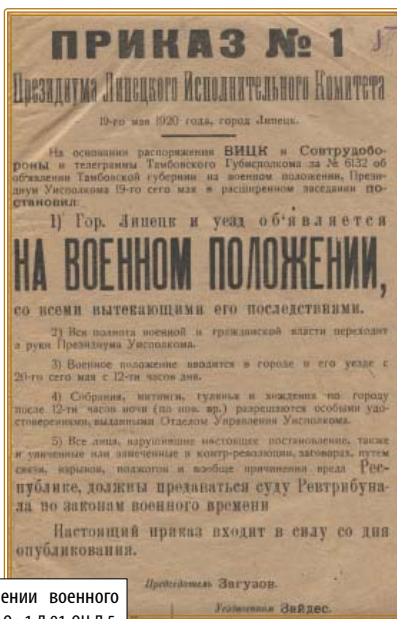 ПРИКАЗ № 1
Президиума Липецкого Исполнительного Комитета
19-го мая 1920 года, город Липецк.
На основании распоряжения ВИЦК и Совтрудобо-
роны и телеграммы Тамбовского Губисполкома за № 6132 об
об'явлении Тамбовской губернии на военном положении, Прези-
диум Уисполкома 19-го сего мая в расширенном заседании по-
становил:
1) Гор. Липецк и уезд об'является
НА ВОЕННОМ ПОЛОЖЕНИИ,
со всеми вытекающими его последствиями.
2) Вся полнота военной и гражданской власти переходит
в руки Президиума Уисполкома.
3) Военное положение вводится в городе и его уезде с
20-го сего мая с 12-ти часов дня.
4) Собрания, митинги, гулянья и хождения по городу
после 12-ти часов ночи (по нов. вр.) разрешаются особыми удо-
стоверениями, выданными Отделом Управления Уисполкома.
5) Все лица, нарушившие настоящее постановление, также
и уличенные или замеченные в контр-революции, заговорах, путем
связи, взрывов, поджогов и вообще причинения вреда Рес-
публике, должны предаваться суду Ревтрибуна-
ла по законам военного времени
Настоящий приказ входит в силу со дня
опубликования.
Председатель Загузов.
Уездвоенком Зайдес.
ении военного